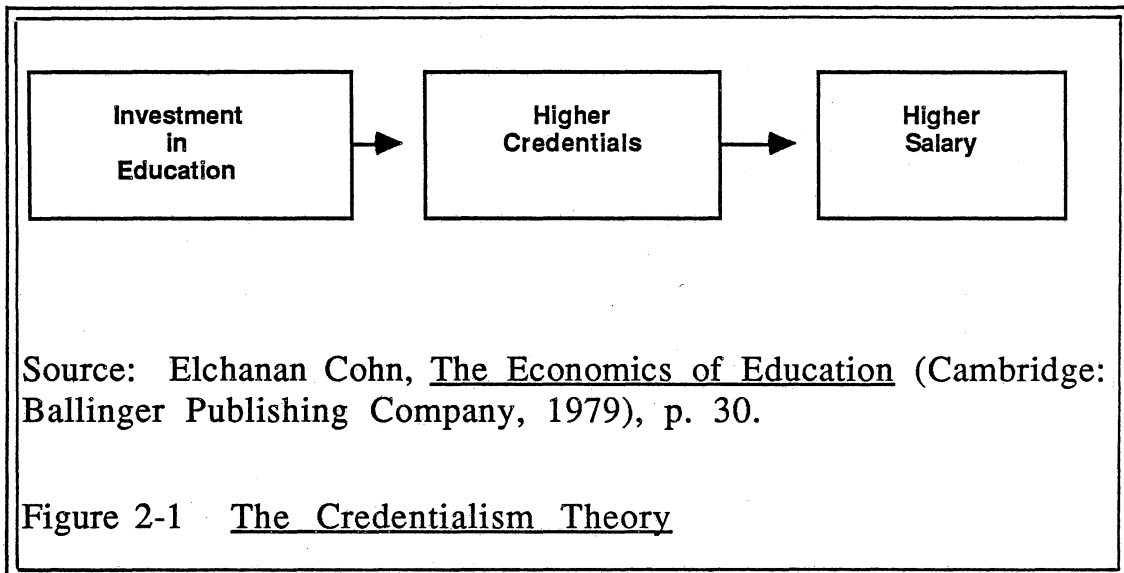 Investment
in
Education
Higher
Credentials
Higher
Salary
Source: Elchanan Cohn, The Economics of Education (Cambridge:
Ballinger Publishing Company, 1979), p. 30.
Figure 2-1 The Credentialism Theory